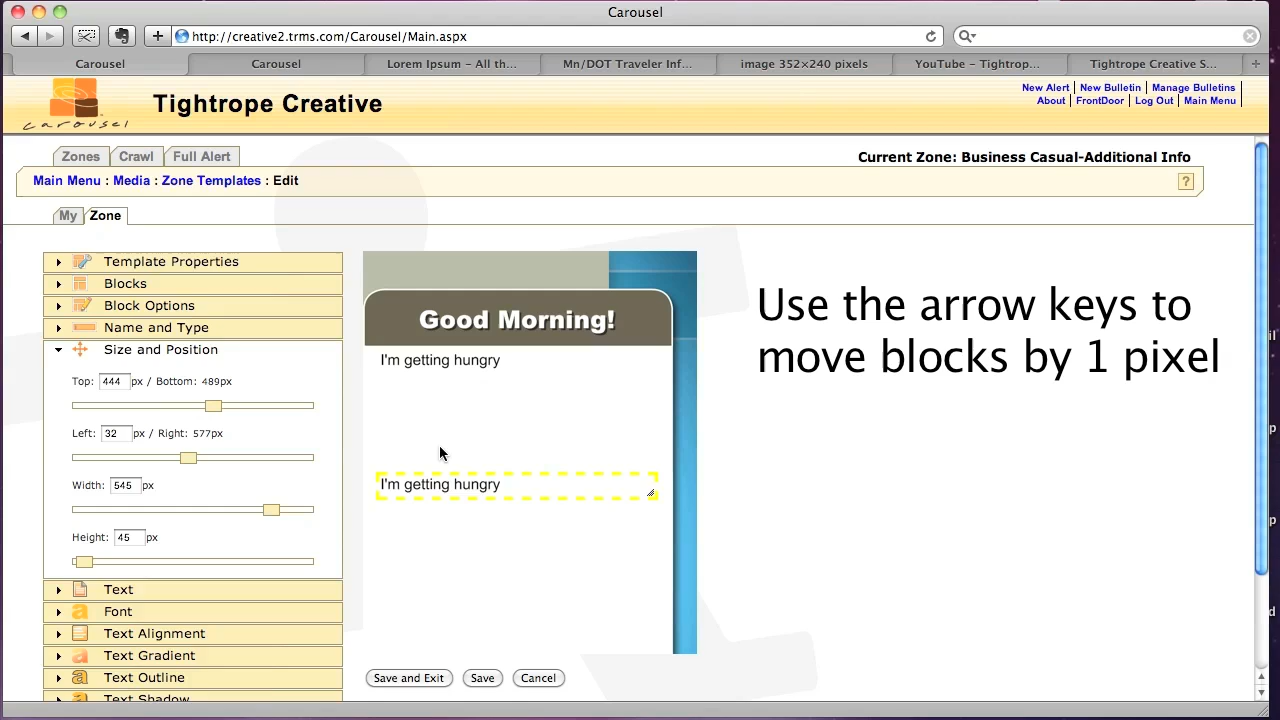 Carousel
http://creative2.trms.com/Carousel/Main.aspx
Carousel
Carousel
Lorem Ipsum – All th...
Mn/DOT Traveler Inf...
image 352×240 pixels
YouTube – Tightrop...
Tightrope Creative S...
carousel
Tightrope Creative
New Alert | New Bulletin | Manage Bulletins |
About | FrontDoor | Log Out | Main Menu |
Zones
Crawl
Full Alert
Current Zone: Business Casual-Additional Info
Main Menu : Media : Zone Templates : Edit
?
My
Zone
Template Properties
Blocks
Block Options
Name and Type
Size and Position
Top: 444 px / Bottom: 489px
Left: 32 px / Right: 577px
Width: 545 px
Height: 45 px
Text
Font
Text Alignment
Text Gradient
Text Outline
Text Shadow
Good Morning!
I'm getting hungry
I'm getting hungry
Use the arrow keys to
move blocks by 1 pixel
Save and Exit
Save
Cancel